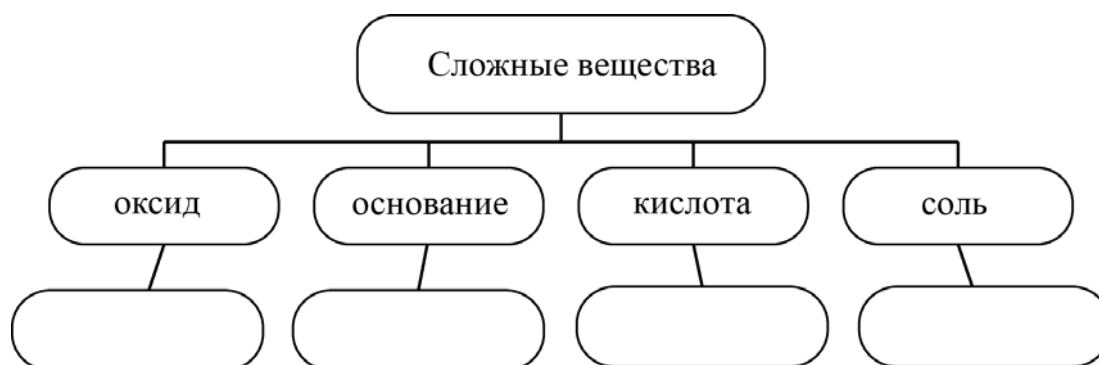 Сложные вещества
оксид
основание
кислота
соль